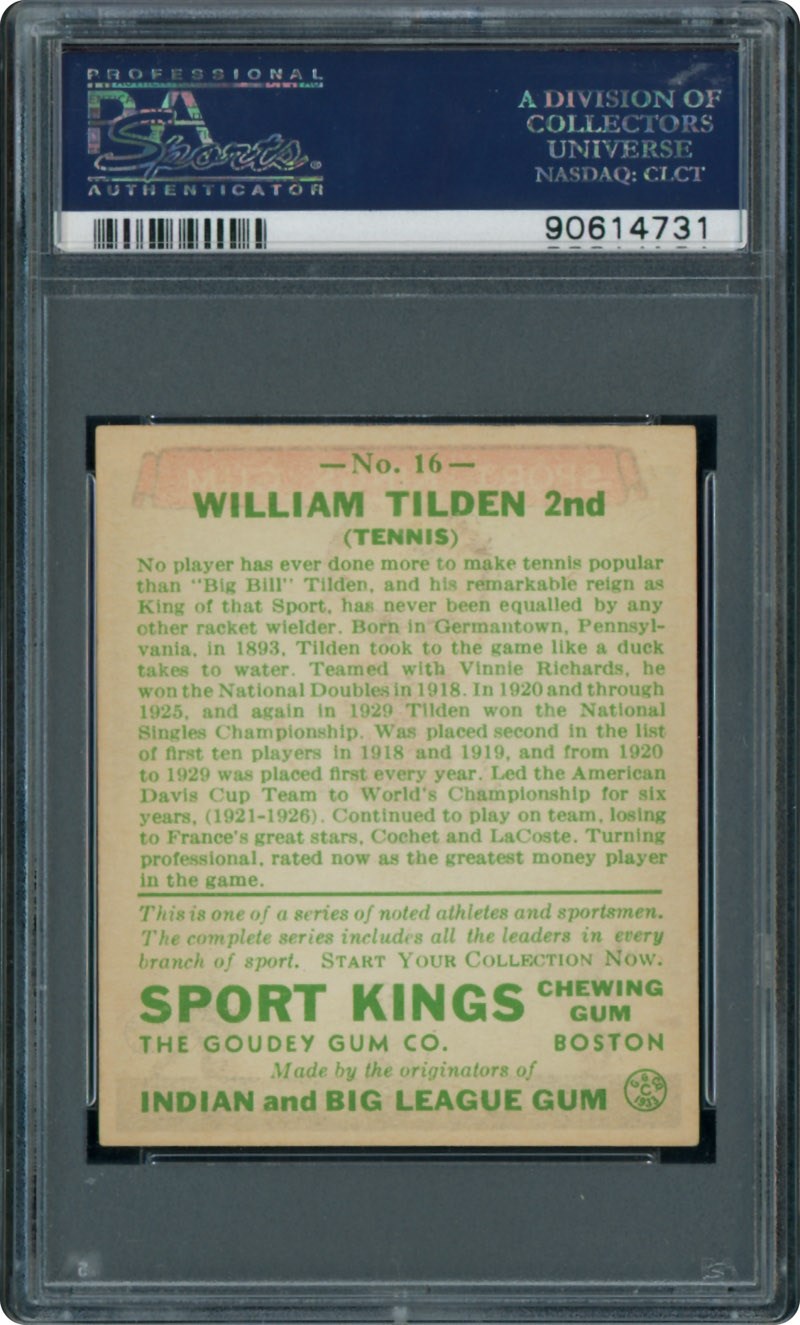 PROFESSIONAL
PSA
Sports
AUTHENTICATOR
A DIVISION OF
COLLECTORS
UNIVERSE
NASDAQ: CLCT
90614731
—No. 16—
WILLIAM TILDEN 2nd
(TENNIS)
No player has ever done more to make tennis popular
than "Big Bill" Tilden, and his remarkable reign as
King of that Sport, has never been equalled by any
other racket wielder. Born in Germantown, Pennsyl-
vania, in 1893, Tilden took to the game like a duck
takes to water. Teamed with Vinnie Richards, he
won the National Doubles in 1918. In 1920 and through
1925, and again in 1929 Tilden won the National
Singles Championship. Was placed second in the list
of first ten players in 1918 and 1919, and from 1920
to 1929 was placed first every year. Led the American
Davis Cup Team to World's Championship for six
years, (1921-1926). Continued to play on team, losing
to France's great stars, Cochet and LaCoste. Turning
professional, rated now as the greatest money player
in the game.
This is one of a series of noted athletes and sportsmen.
The complete series includes all the leaders in every
branch of sport. START YOUR COLLECTION NOW.
SPORT KINGS CHEWING GUM
THE GOUDEY GUM CO. BOSTON
Made by the originators of
INDIAN and BIG LEAGUE GUM
G. G. Co.
C
1933